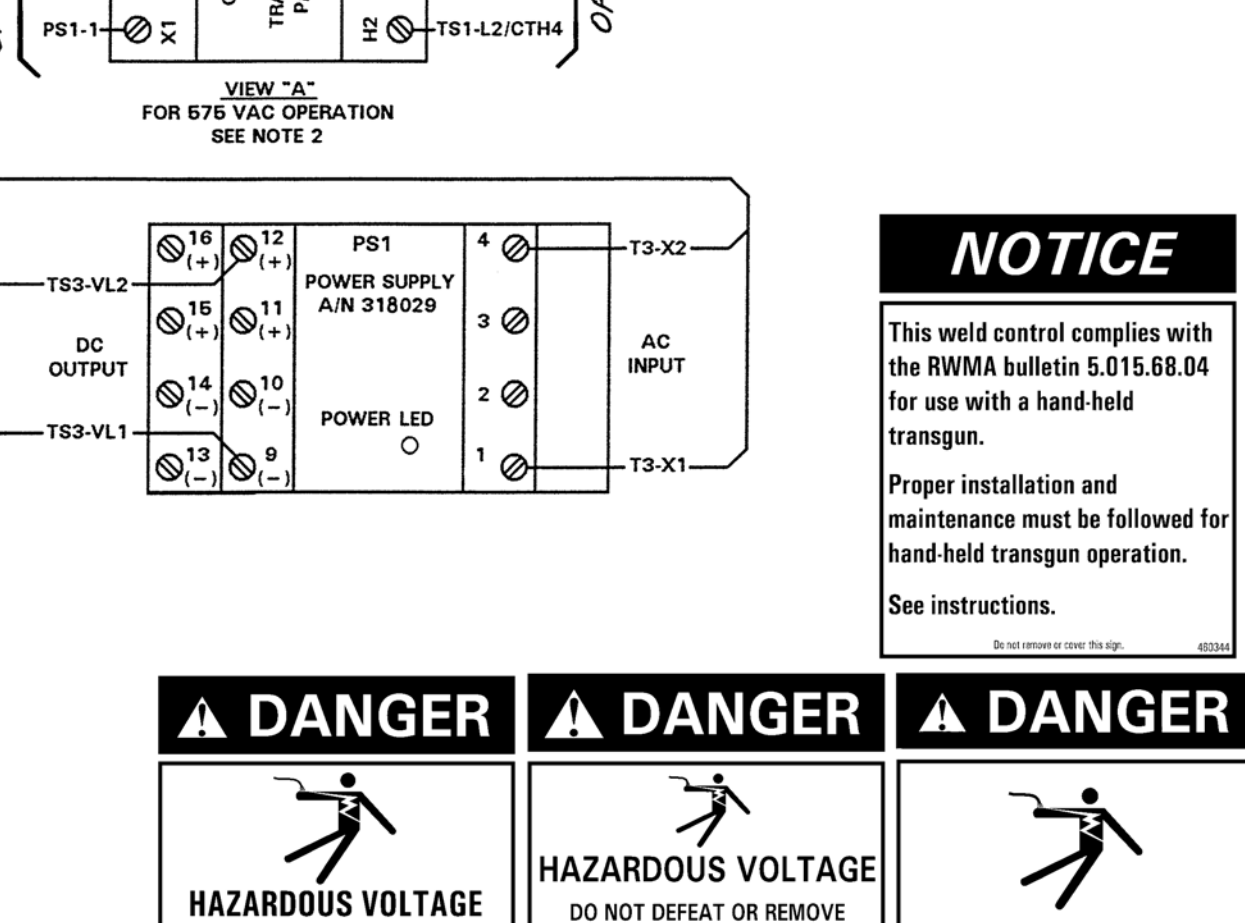 PS1-1
X1
H2
TS1-L2/CTH4
VIEW "A"
FOR 575 VAC OPERATION
SEE NOTE 2
16
(+)
12
(+)
PS1
4
T3-X2
TS3-VL2
POWER SUPPLY
A/N 318029
15
(+)
11
(+)
3
DC
OUTPUT
AC
INPUT
14
(-)
10
(-)
2
POWER LED
TS3-VL1
13
(-)
9
(-)
1
T3-X1
NOTICE
This weld control complies with
the RWMA bulletin 5.015.68.04
for use with a hand-held
transgun.
Proper installation and
maintenance must be followed for
hand-held transgun operation.
See instructions.
Do not remove or cover this sign.
460344
DANGER
HAZARDOUS VOLTAGE
DANGER
HAZARDOUS VOLTAGE
DO NOT DEFEAT OR REMOVE
DANGER